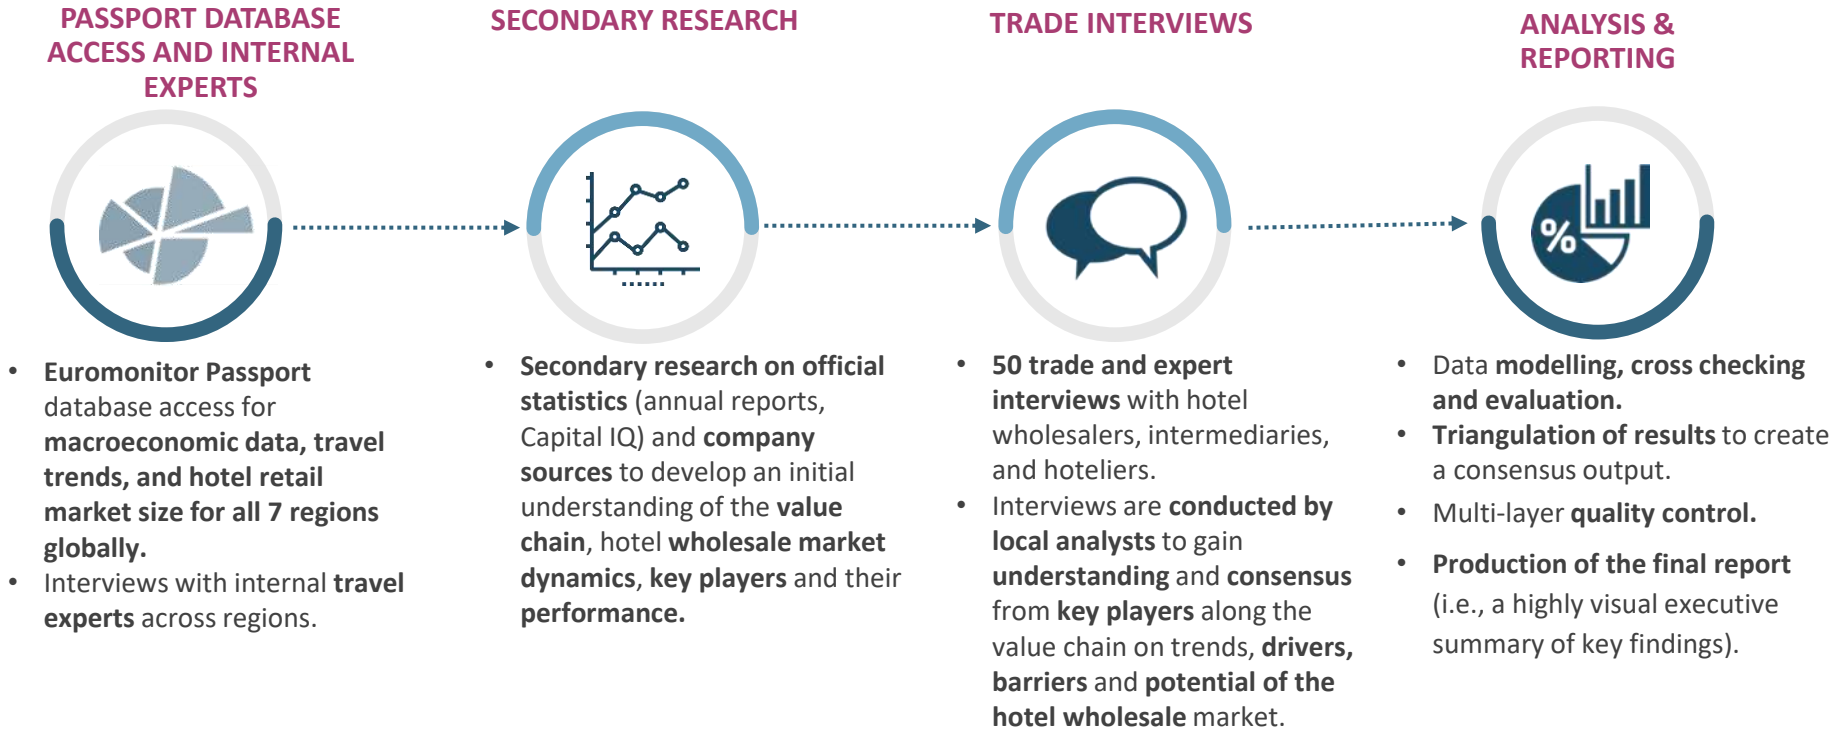 PASSPORT DATABASE
ACCESS AND INTERNAL
EXPERTS
• Euromonitor Passport
database access for
macroeconomic data, travel
trends, and hotel retail
market size for all 7 regions
globally.
• Interviews with internal travel
experts across regions.
SECONDARY RESEARCH
• Secondary research on official
statistics (annual reports,
Capital IQ) and company
sources to develop an initial
understanding of the value
chain, hotel wholesale market
dynamics, key players and their
performance.
TRADE INTERVIEWS
• 50 trade and expert
interviews with hotel
wholesalers, intermediaries,
and hoteliers.
• Interviews are conducted by
local analysts to gain
understanding and consensus
from key players along the
value chain on trends, drivers,
barriers and potential of the
hotel wholesale market.
ANALYSIS &
REPORTING
%
• Data modelling, cross checking
and evaluation.
• Triangulation of results to create
a consensus output.
• Multi-layer quality control.
• Production of the final report
(i.e., a highly visual executive
summary of key findings).